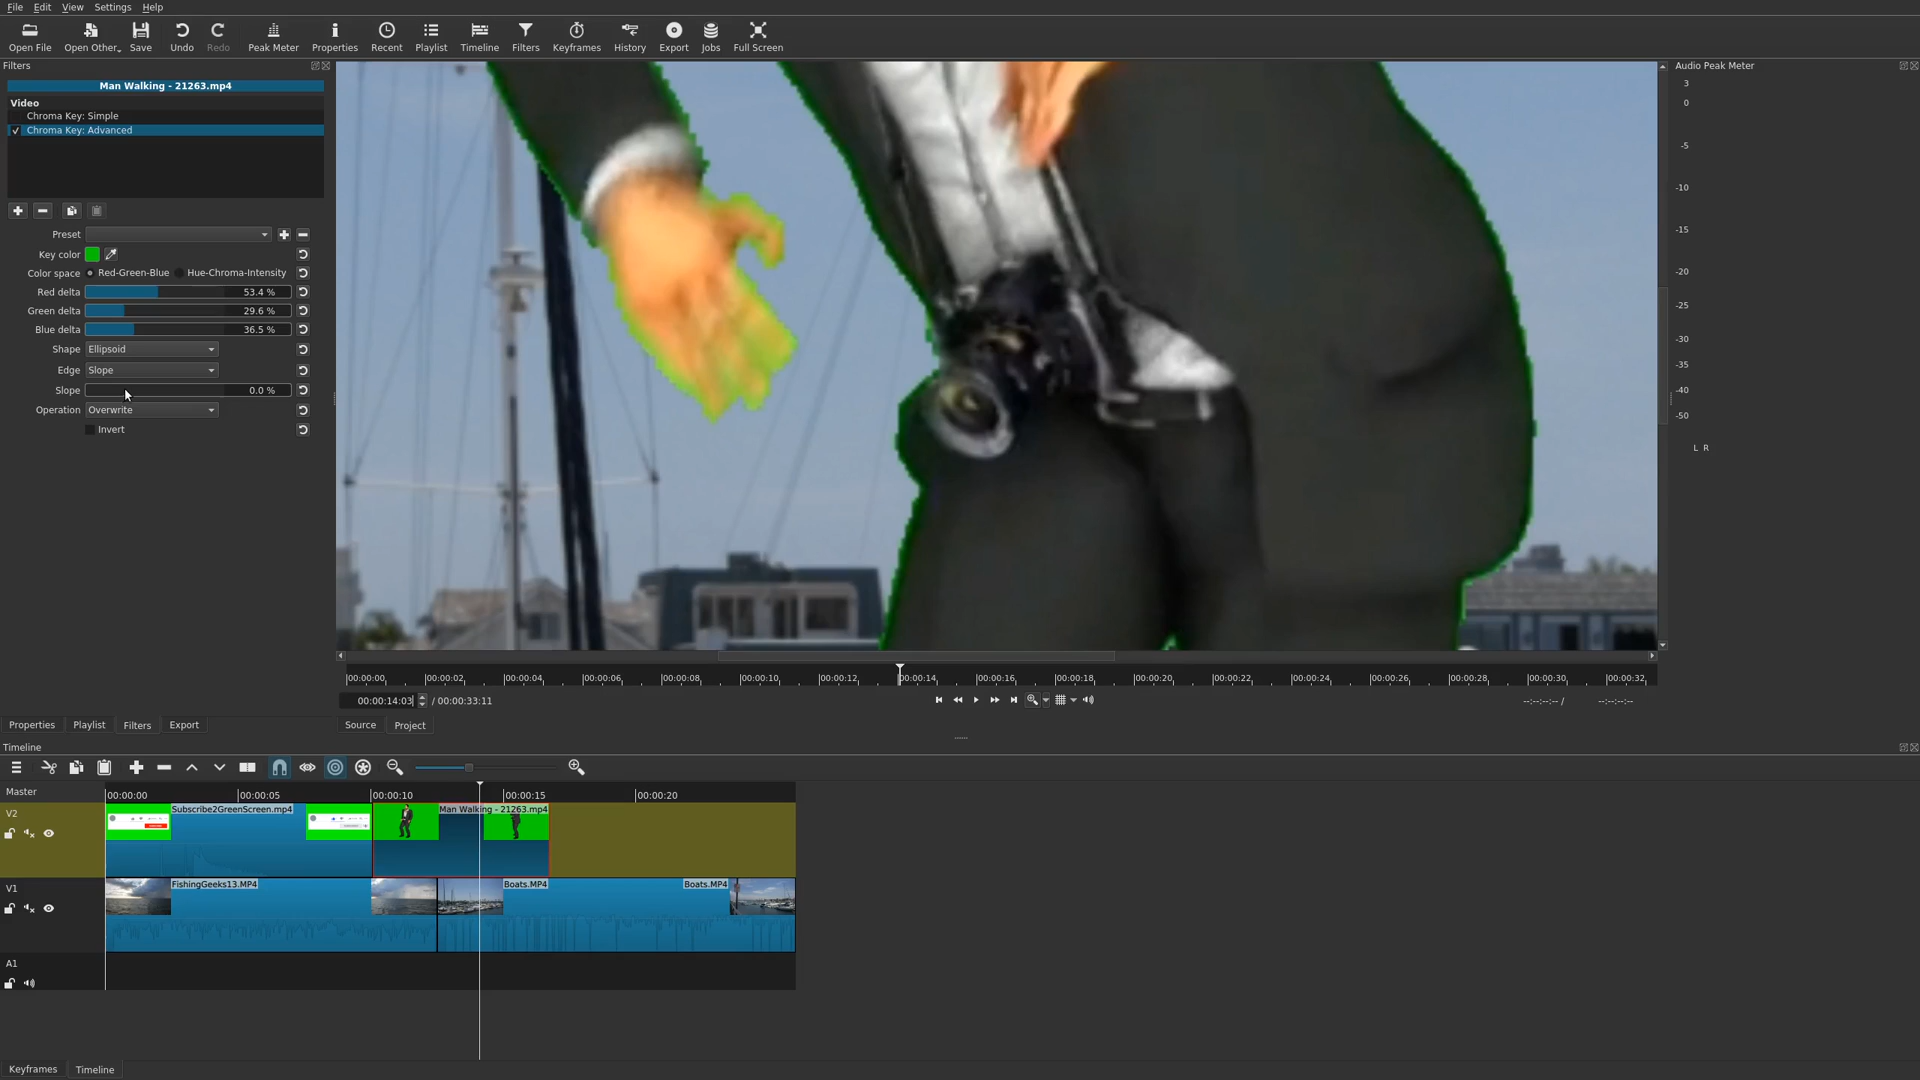 File Edit View Settings Help
Open File Open Other.. Save Undo Redo Peak Meter Properties Recent Playlist Timeline Filters Keyframes History Export Jobs Full Screen
Filters
Audio Peak Meter
Man Walking - 21263.mp4
Video
Chroma Key: Simple
✓ Chroma Key: Advanced
Preset
Key color
Color space Red-Green-Blue Hue-Chroma-Intensity
Red delta 53.4 %
Green delta 29.6 %
Blue delta 36.5 %
Shape Ellipsoid
Edge Slope
Slope 0.0 %
Operation Overwrite
Invert
3
0
-5
-10
-15
-20
-25
-30
-35
-40
-50
L R
00:00:00 00:00:02 00:00:04 00:00:06 00:00:08 00:00:10 00:00:12 00:00:14 00:00:16 00:00:18 00:00:20 00:00:22 00:00:24 00:00:26 00:00:28 00:00:30 00:00:32
00:00:14:03 / 00:00:33:11
--:--:--:-- / --:--:--:--
Properties Playlist Filters Export
Source Project
Timeline
Master
00:00:00 00:00:05 00:00:10 00:00:15 00:00:20
V2
Subscribe2GreenScreen.mp4
Man Walking - 21263.mp4
V1
FishingGeeks13.MP4
Boats.MP4
Boats.MP4
A1
Keyframes Timeline